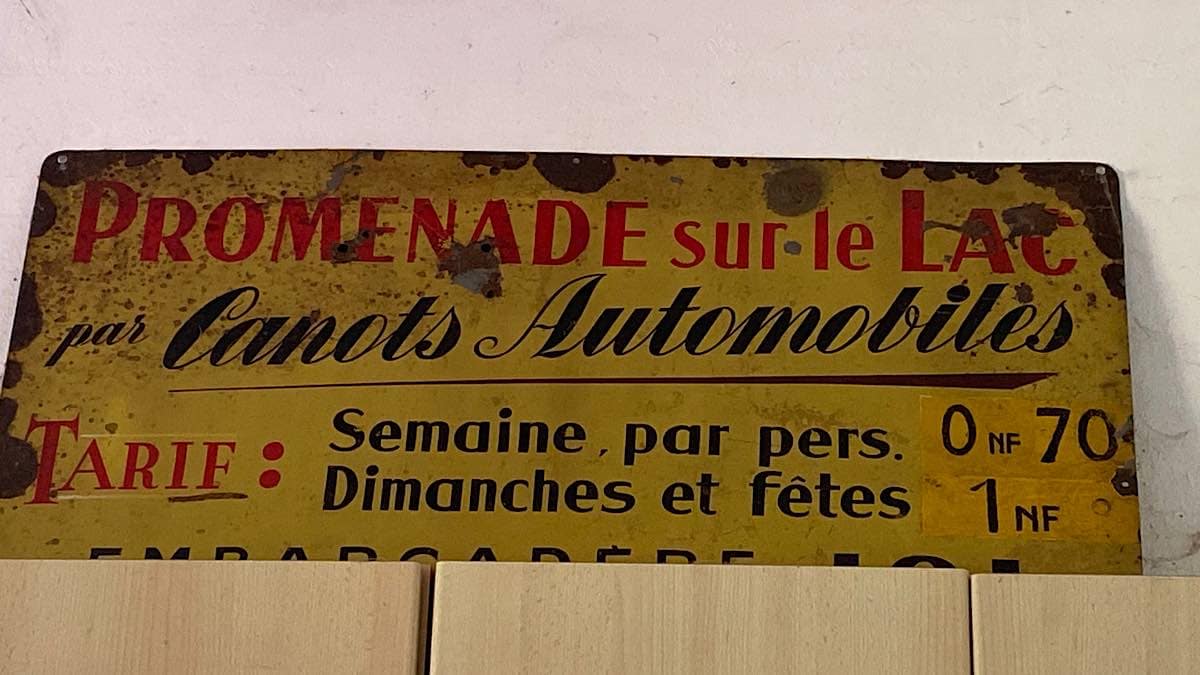 PROMENADE sur le LAC
par Canots Automobiles
TARIF : Semaine, par pers. 0 NF 70
Dimanches et fêtes 1 NF
EMBARCADÈRE